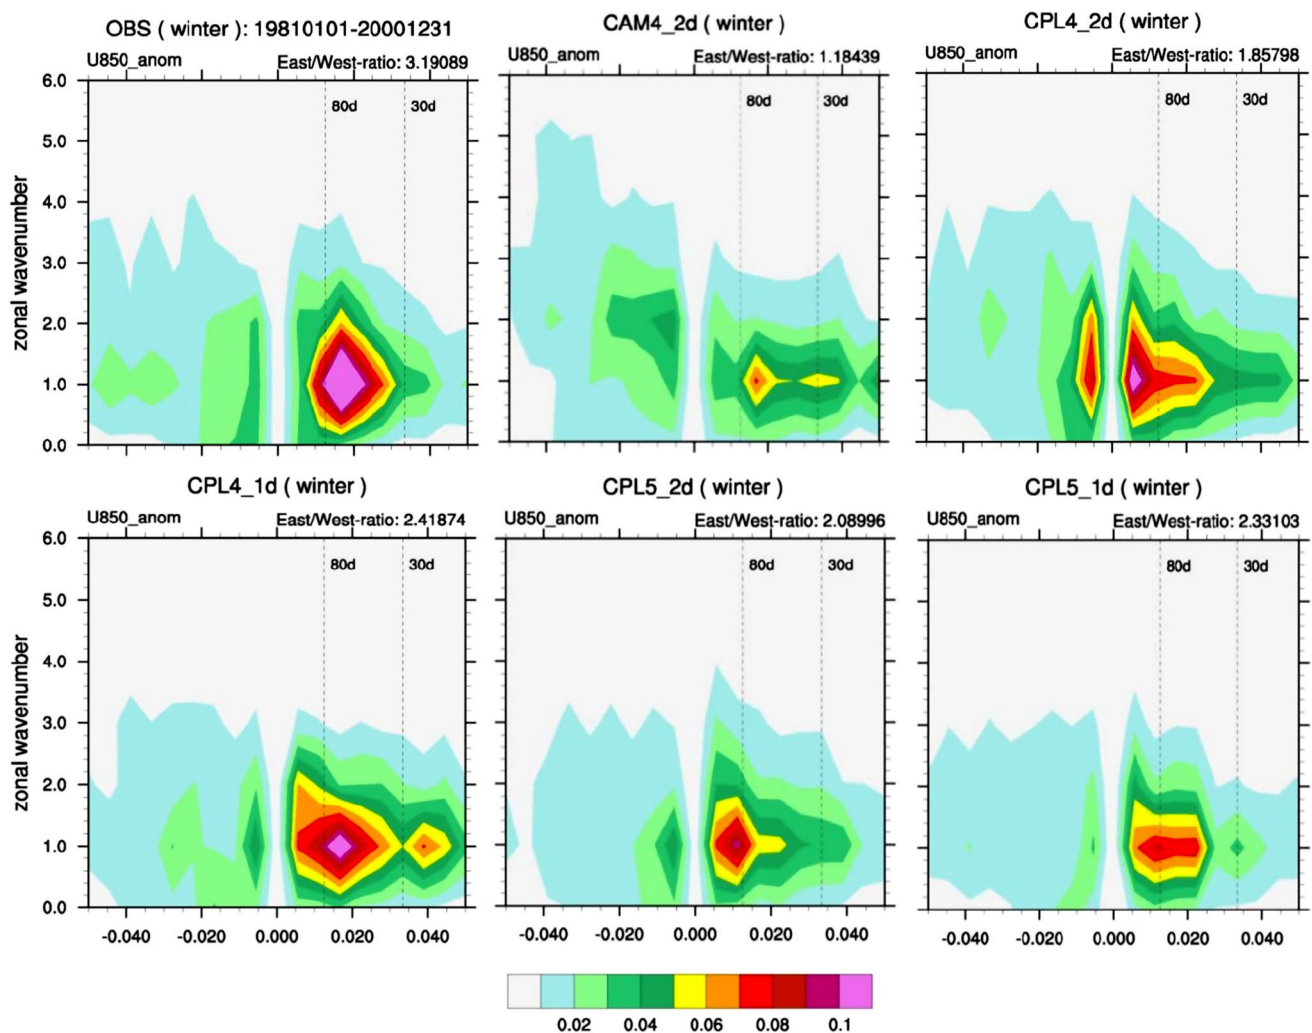 OBS ( winter ) : 19810101-20001231
U850_anom East/West-ratio: 3.19089
80d 30d
6.0
5.0
4.0
3.0
2.0
1.0
0.0
zonal wavenumber
CAM4_2d ( winter )
U850_anom East/West-ratio: 1.18439
80d 30d
CPL4_2d ( winter )
U850_anom East/West-ratio: 1.85798
80d 30d
CPL4_1d ( winter )
U850_anom East/West-ratio: 2.41874
80d 30d
6.0
5.0
4.0
3.0
2.0
1.0
0.0
zonal wavenumber
-0.040 -0.020 0.000 0.020 0.040
CPL5_2d ( winter )
U850_anom East/West-ratio: 2.08996
80d 30d
-0.040 -0.020 0.000 0.020 0.040
CPL5_1d ( winter )
U850_anom East/West-ratio: 2.33103
80d 30d
-0.040 -0.020 0.000 0.020 0.040
0.02 0.04 0.06 0.08 0.1